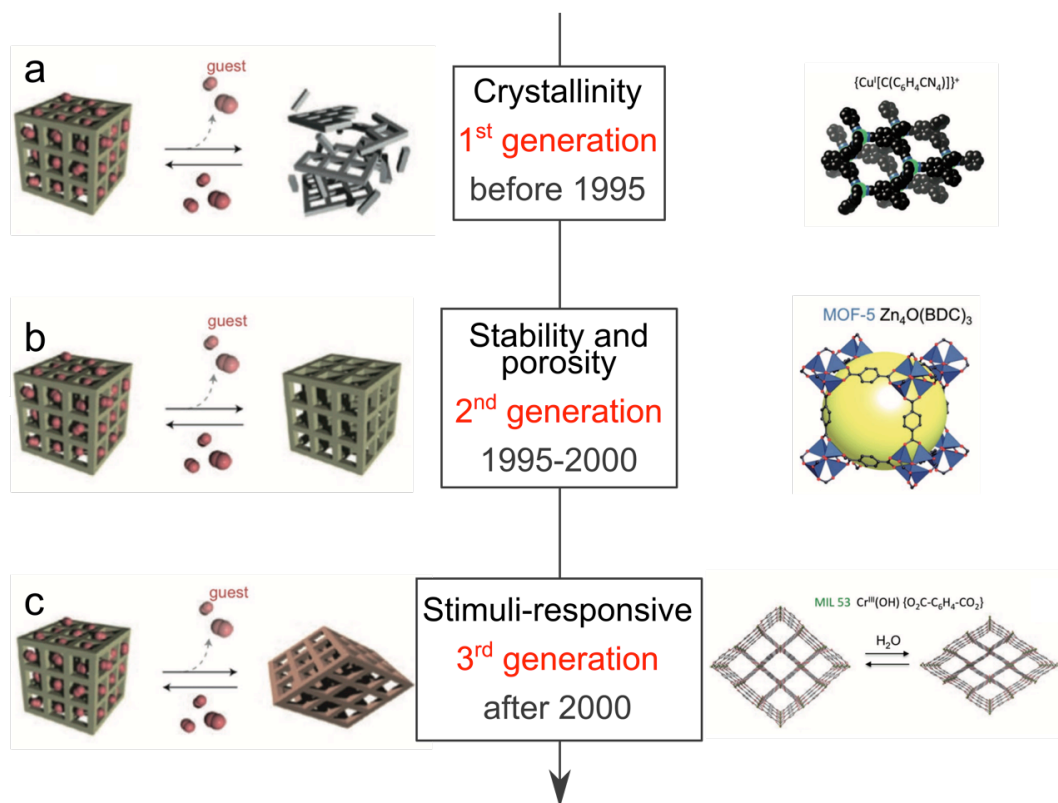 a
guest
Crystallinity
1st generation
before 1995
{Cuᴵ[C(C₆H₄CN₄)]}⁺
b
guest
Stability and
porosity
2nd generation
1995-2000
MOF-5 Zn₄O(BDC)₃
c
guest
Stimuli-responsive
3rd generation
after 2000
MIL 53 Crᴵᴵᴵ(OH) {O₂C-C₆H₄-CO₂}
H₂O